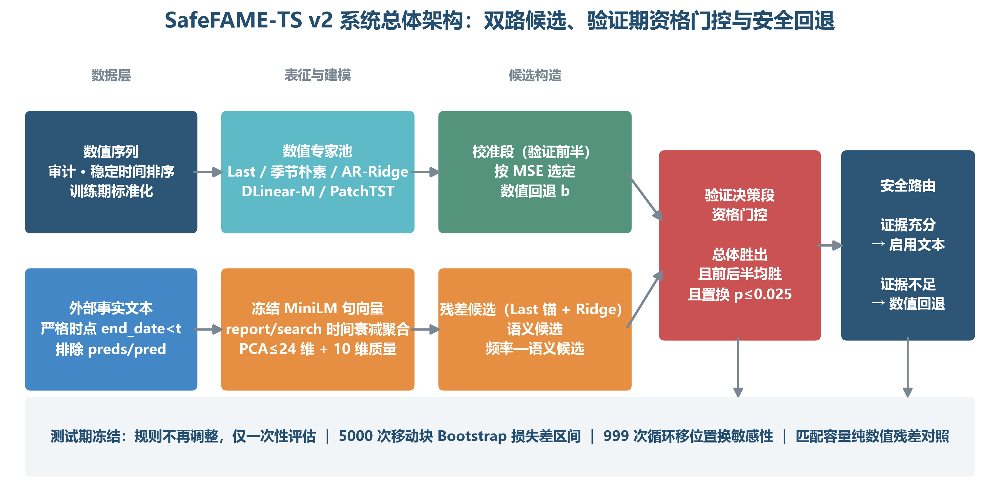 SafeFAME-TS v2 系统总体架构：双路候选、验证期资格门控与安全回退
数据层
表征与建模
候选构造
数值序列
审计·稳定时间排序
训练期标准化
数值专家池
Last / 季节朴素 / AR-Ridge
DLinear-M / PatchTST
校准段（验证前半）
按 MSE 选定
数值回退 b
外部事实文本
严格时点 end_date<t
排除 preds/pred
冻结 MiniLM 句向量
report/search 时间衰减聚合
PCA≤24 维 + 10 维质量
残差候选（Last 锚 + Ridge）
语义候选
频率—语义候选
验证决策段
资格门控
总体胜出
且前后半均胜
且置换 p≤0.025
安全路由
证据充分
→ 启用文本
证据不足
→ 数值回退
测试期冻结：规则不再调整，仅一次性评估 | 5000 次移动块 Bootstrap 损失差区间 | 999 次循环移位置换敏感性 | 匹配容量纯数值残差对照